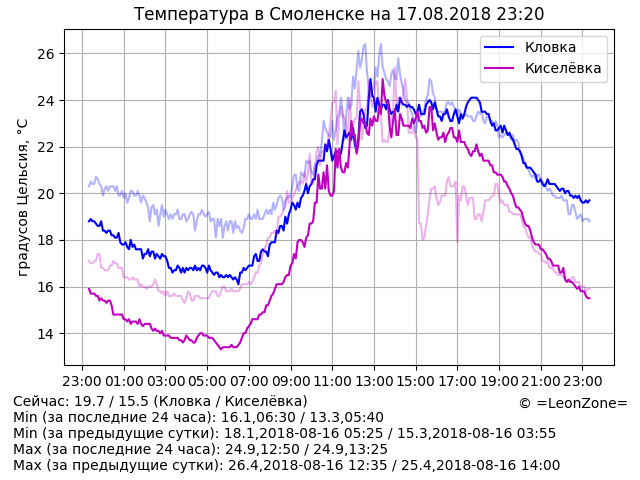 Температура в Смоленске на 17.08.2018 23:20
Кловка
Киселёвка
градусов Цельсия, °C
26
24
22
20
18
16
14
23:00 01:00 03:00 05:00 07:00 09:00 11:00 13:00 15:00 17:00 19:00 21:00 23:00
Сейчас: 19.7 / 15.5 (Кловка / Киселёвка)
© =LeonZone=
Min (за последние 24 часа): 16.1,06:30 / 13.3,05:40
Min (за предыдущие сутки): 18.1,2018-08-16 05:25 / 15.3,2018-08-16 03:55
Max (за последние 24 часа): 24.9,12:50 / 24.9,13:25
Max (за предыдущие сутки): 26.4,2018-08-16 12:35 / 25.4,2018-08-16 14:00